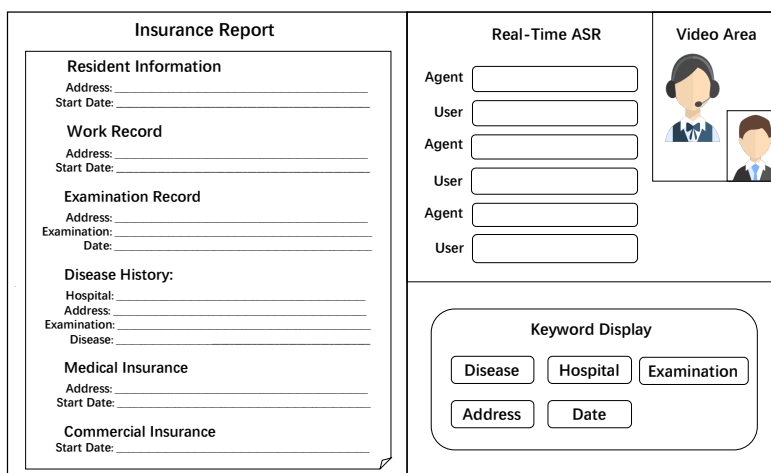 Insurance Report
Resident Information
Address:
Start Date:
Work Record
Address:
Start Date:
Examination Record
Address:
Examination:
Date:
Disease History:
Hospital:
Address:
Examination:
Disease:
Medical Insurance
Address:
Start Date:
Commercial Insurance
Start Date:
Real-Time ASR
Agent
User
Agent
User
Agent
User
Video Area
Keyword Display
Disease Hospital Examination
Address Date